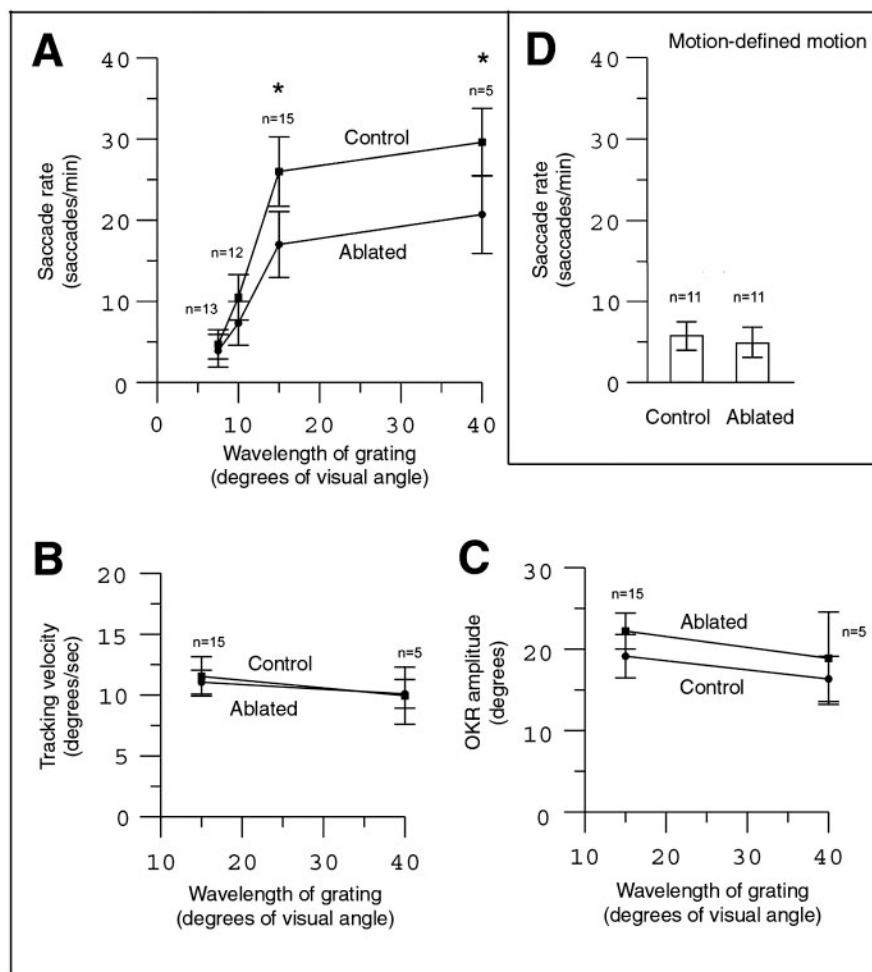 A
40
30
20
10
0
Saccade rate
(saccades/min)
*
*
n=13
n=12
n=15
n=5
Control
Ablated
0
10
20
30
40
Wavelength of grating
(degrees of visual angle)
D
Motion-defined motion
40
30
20
10
0
Saccade rate
(saccades/min)
n=11
n=11
Control
Ablated
B
20
15
10
5
0
Tracking velocity
(degrees/sec)
n=15
n=5
Control
Ablated
10
20
30
40
Wavelength of grating
(degrees of visual angle)
C
30
20
10
0
OKR amplitude
(degrees)
n=15
n=5
Ablated
Control
10
20
30
40
Wavelength of grating
(degrees of visual angle)